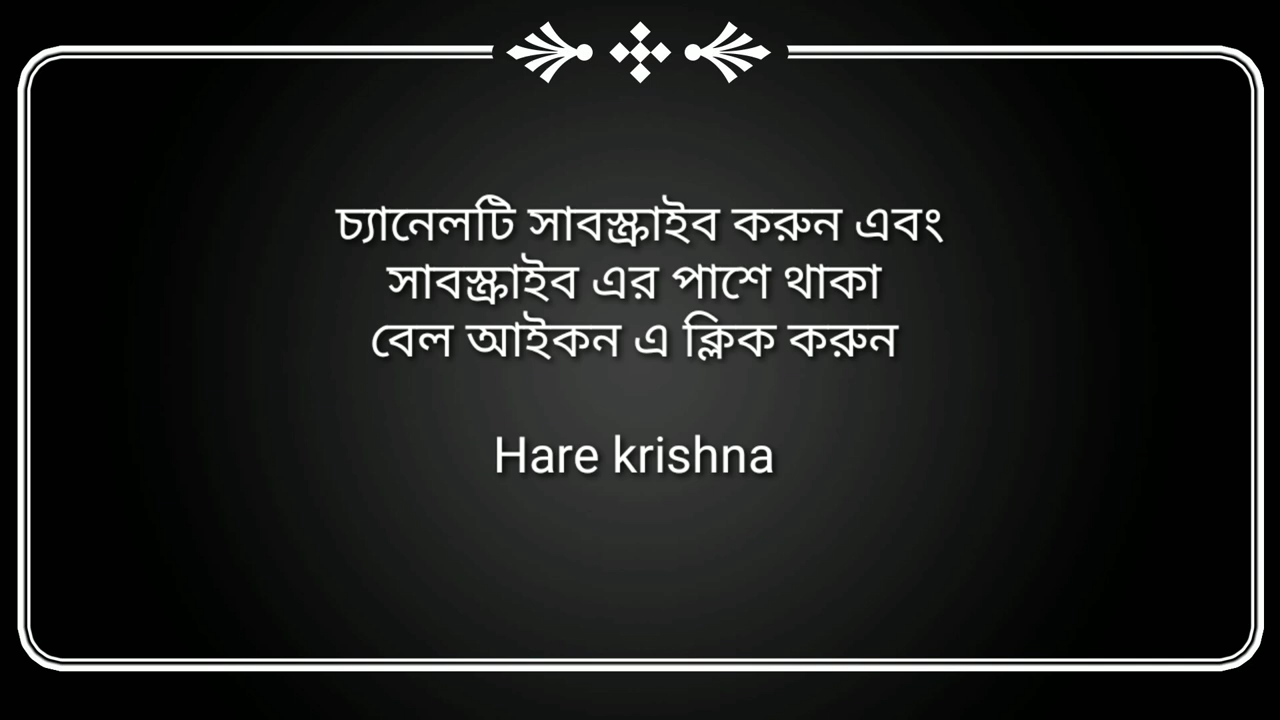 চ্যানেলটি সাবস্ক্রাইব করুন এবং
সাবস্ক্রাইব এর পাশে থাকা
বেল আইকন এ ক্লিক করুন
Hare krishna